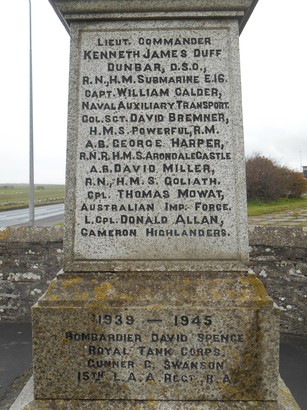 LIEUT. COMMANDER
KENNETH JAMES DUFF
DUNBAR, D.S.O.,
R.N., H.M. SUBMARINE E.16.
CAPT. WILLIAM CALDER,
NAVAL AUXILIARY TRANSPORT.
COL. SGT. DAVID BREMNER,
H.M.S. POWERFUL, R.M.
A.B. GEORGE HARPER,
R.N.R. H.M.S. ARONDALE CASTLE
A.B. DAVID MILLER,
R.N., H.M.S. GOLIATH.
CPL. THOMAS MOWAT,
AUSTRALIAN IMP: FORCE.
L. CPL. DONALD ALLAN,
CAMERON HIGHLANDERS.
1939 — 1945
BOMBARDIER DAVID SPENCE
ROYAL TANK CORPS.
GUNNER C. SWANSON
15TH L.A.A. REGT. R.A.